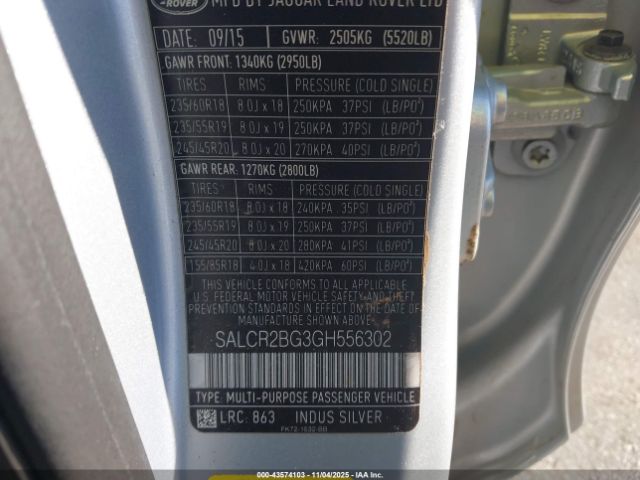 ROVER MFD BY JAGUAR LAND ROVER LTD
DATE: 09/15 GVWR: 2505KG (5520LB)
GAWR FRONT: 1340KG (2950LB)
TIRES RIMS PRESSURE (COLD SINGLE)
235/60R18 8.0J x 18 250KPA 37PSI (LB/PO²)
235/55R19 8.0J x 19 250KPA 37PSI (LB/PO²)
245/45R20 8.0J x 20 270KPA 40PSI (LB/PO²)
GAWR REAR: 1270KG (2800LB)
TIRES RIMS PRESSURE (COLD SINGLE)
235/60R18 8.0J x 18 240KPA 35PSI (LB/PO²)
235/55R19 8.0J x 19 250KPA 37PSI (LB/PO²)
245/45R20 8.0J x 20 280KPA 41PSI (LB/PO²)
155/85R18 4.0J x 18 420KPA 60PSI (LB/PO²)
THIS VEHICLE CONFORMS TO ALL APPLICABLE
U.S. FEDERAL MOTOR VEHICLE SAFETY AND THEFT
PREVENTION STANDARDS IN EFFECT ON THE DATE OF
MANUFACTURE SHOWN ABOVE
SALCR2BG3GH556302
TYPE: MULTI-PURPOSE PASSENGER VEHICLE
LRC: 863 INDUS SILVER
FK72-1532-BB
IAA 43574103 - 11/04/2025 - IAAI.com